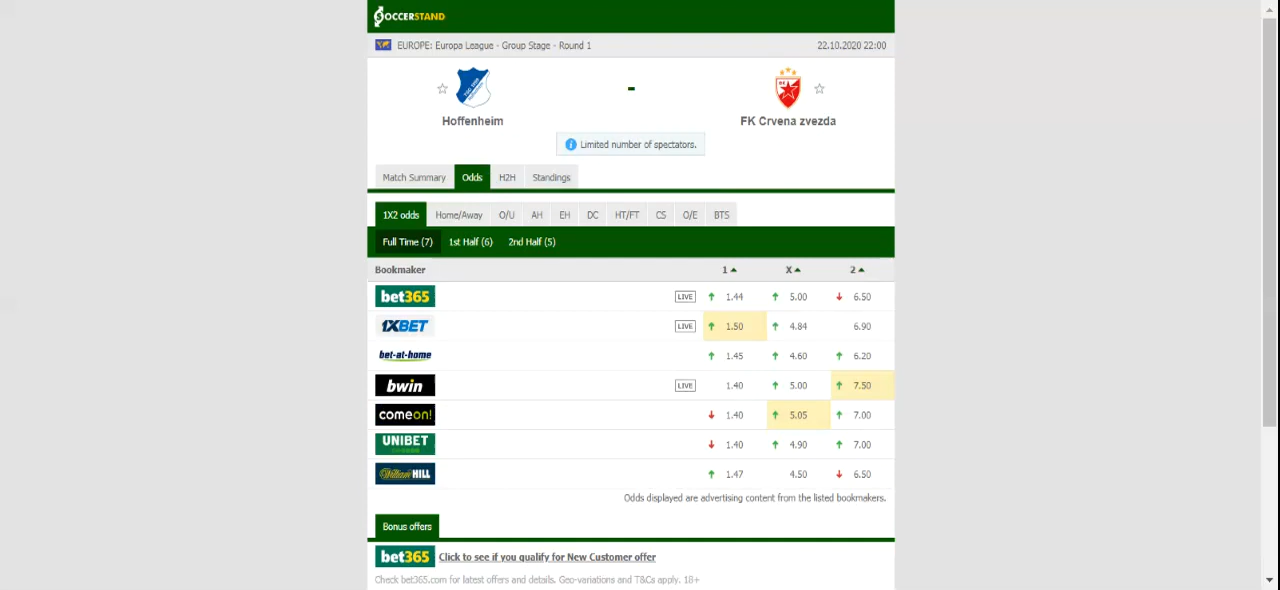 SOCCERSTAND
EUROPE: Europa League - Group Stage - Round 1 22.10.2020 22:00
-
Hoffenheim FK Crvena zvezda
Limited number of spectators.
Match Summary Odds H2H Standings
1X2 odds Home/Away O/U AH EH DC HT/FT CS O/E BTS
Full Time (7) 1st Half (6) 2nd Half (5)
Bookmaker 1 X 2
bet365 LIVE 1.44 5.00 6.50
1XBET LIVE 1.50 4.84 6.90
bet-at-home 1.45 4.60 6.20
bwin LIVE 1.40 5.00 7.50
comeon! 1.40 5.05 7.00
UNIBET 1.40 4.90 7.00
William HILL 1.47 4.50 6.50
Odds displayed are advertising content from the listed bookmakers.
Bonus offers
bet365 Click to see if you qualify for New Customer offer
Check bet365.com for latest offers and details. Geo-variations and T&Cs apply. 18+